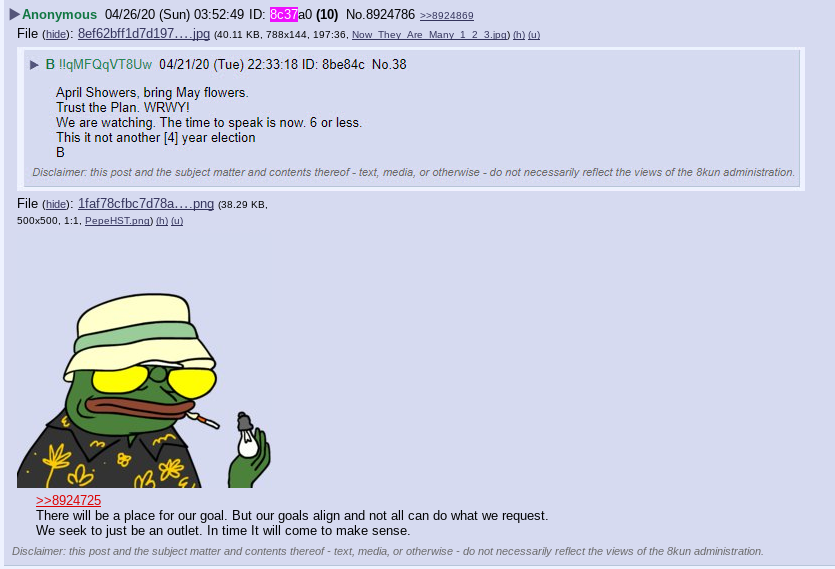 Anonymous 04/26/20 (Sun) 03:52:49 ID: 8c37a0 (10) No.8924786 >>8924869
File (hide): 8ef62bff1d7d197….jpg (40.11 KB, 788x144, 197:36, Now_They_Are_Many_1_2_3.jpg) (h) (u)
B !!qMFQqVT8Uw 04/21/20 (Tue) 22:33:18 ID: 8be84c No.38
April Showers, bring May flowers.
Trust the Plan. WRWY!
We are watching. The time to speak is now. 6 or less.
This it not another [4] year election
B
Disclaimer: this post and the subject matter and contents thereof - text, media, or otherwise - do not necessarily reflect the views of the 8kun administration.
File (hide): 1faf78cfbc7d78a….png (38.29 KB,
500x500, 1:1, PepeHST.png) (h) (u)
>>8924725
There will be a place for our goal. But our goals align and not all can do what we request.
We seek to just be an outlet. In time It will come to make sense.
Disclaimer: this post and the subject matter and contents thereof - text, media, or otherwise - do not necessarily reflect the views of the 8kun administration.